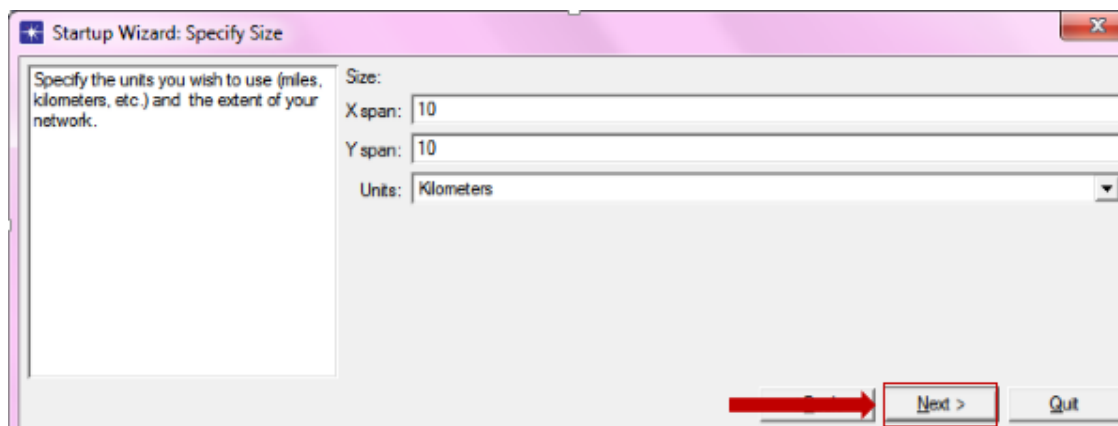 Startup Wizard: Specify Size
Specify the units you wish to use (miles,
kilometers, etc.) and the extent of your
network.
Size:
X span: 10
Y span: 10
Units: Kilometers
Next >
Quit